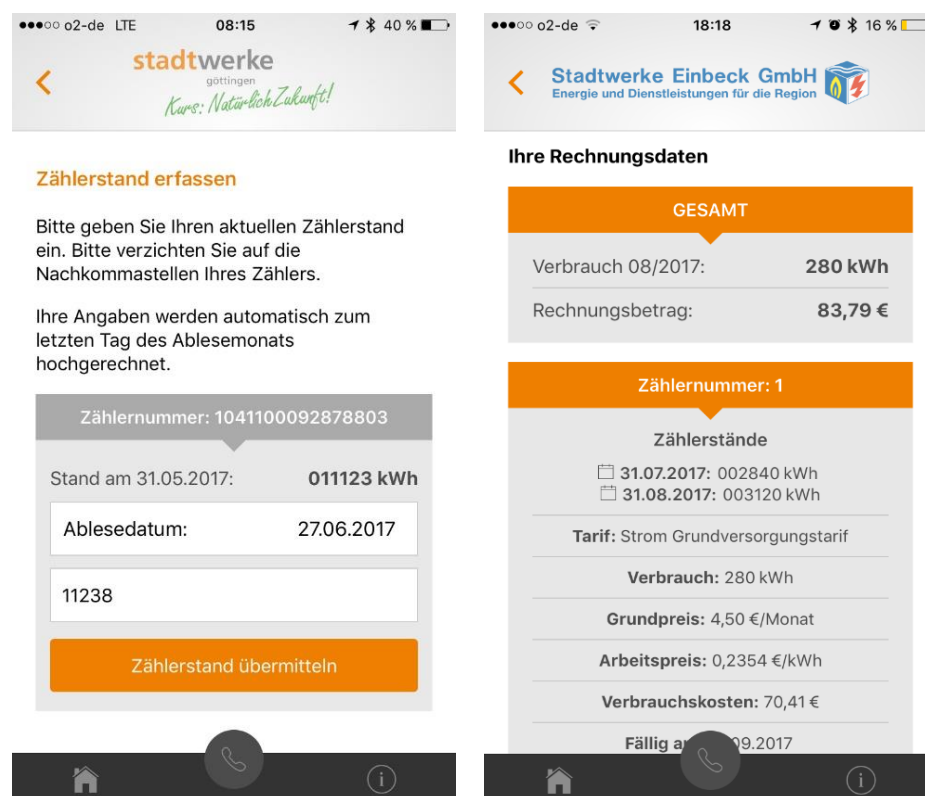 o2-de LTE 08:15 40 %
stadtwerke
göttingen
Kurs: Natürlich Zukunft!
Zählerstand erfassen
Bitte geben Sie Ihren aktuellen Zählerstand
ein. Bitte verzichten Sie auf die
Nachkommastellen Ihres Zählers.
Ihre Angaben werden automatisch zum
letzten Tag des Ablesemonats
hochgerechnet.
Zählernummer: 1041100092878803
Stand am 31.05.2017: 011123 kWh
Ablesedatum: 27.06.2017
11238
Zählerstand übermitteln
o2-de 18:18 16 %
Stadtwerke Einbeck GmbH
Energie und Dienstleistungen für die Region
Ihre Rechnungsdaten
GESAMT
Verbrauch 08/2017: 280 kWh
Rechnungsbetrag: 83,79 €
Zählernummer: 1
Zählerstände
31.07.2017: 002840 kWh
31.08.2017: 003120 kWh
Tarif: Strom Grundversorgungstarif
Verbrauch: 280 kWh
Grundpreis: 4,50 €/Monat
Arbeitspreis: 0,2354 €/kWh
Verbrauchskosten: 70,41 €
Fällig 09.2017